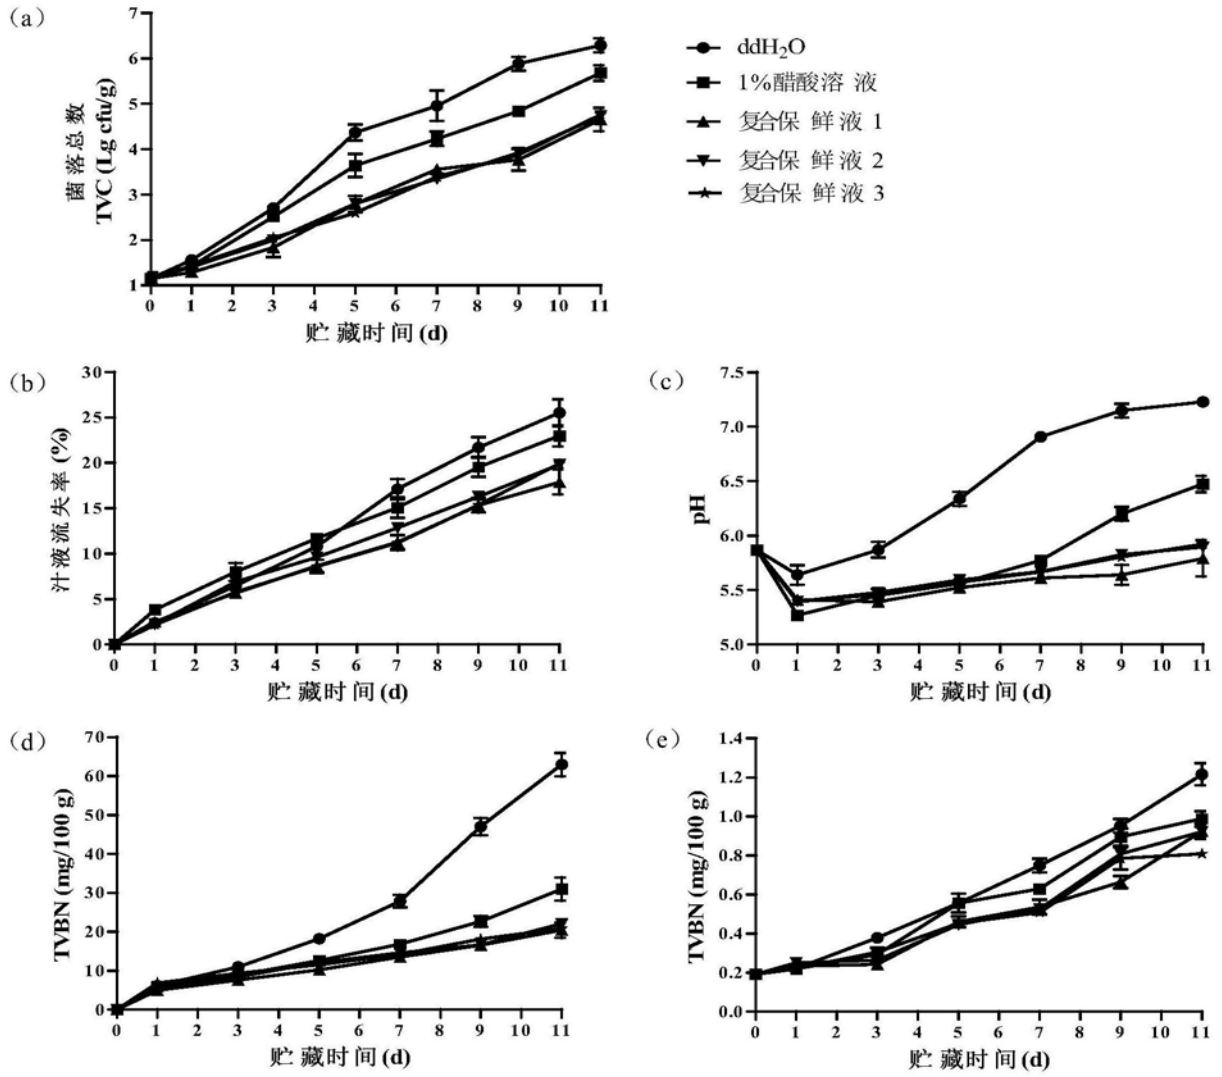 (a)
菌落总数
TVC (Lg cfu/g)
7
6
5
4
3
2
1
0 1 2 3 4 5 6 7 8 9 10 11
贮藏时间(d)
ddH₂O
1%醋酸溶液
复合保鲜液 1
复合保鲜液 2
复合保鲜液 3
(b)
汁液流失率 (%)
30
25
20
15
10
5
0
0 1 2 3 4 5 6 7 8 9 10 11
贮藏时间(d)
(c)
pH
7.5
7.0
6.5
6.0
5.5
5.0
0 1 2 3 4 5 6 7 8 9 10 11
贮藏时间(d)
(d)
TVBN (mg/100 g)
70
60
50
40
30
20
10
0
0 1 2 3 4 5 6 7 8 9 10 11
贮藏时间(d)
(e)
TVBN (mg/100 g)
1.4
1.2
1.0
0.8
0.6
0.4
0.2
0.0
0 1 2 3 4 5 6 7 8 9 10 11
贮藏时间(d)